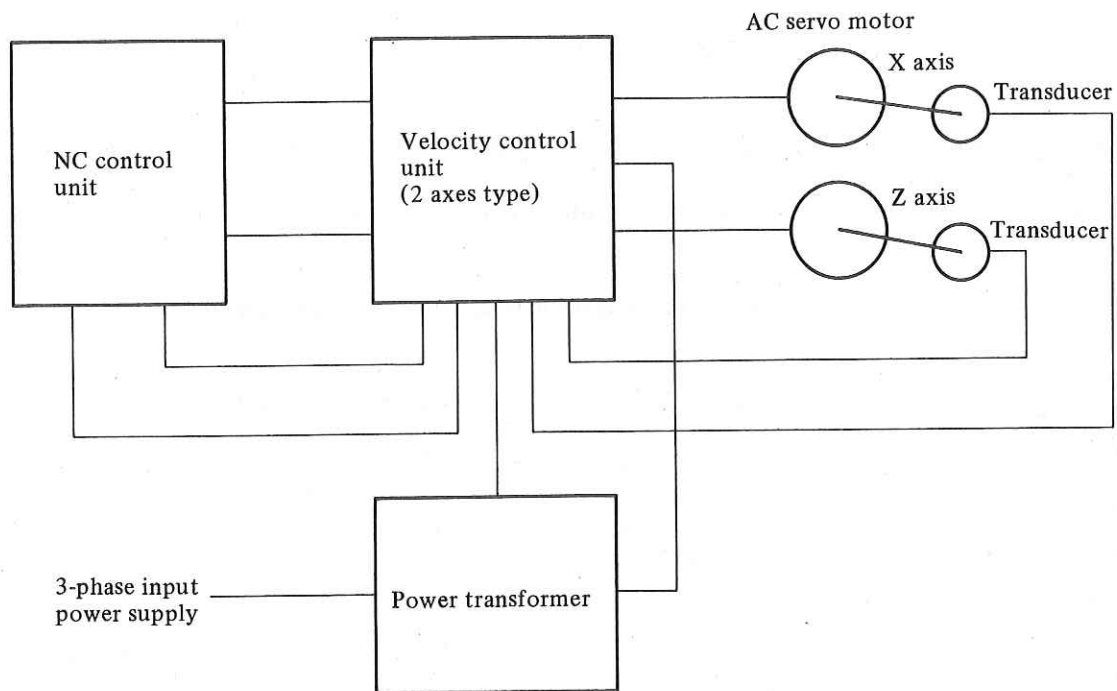 AC servo motor
X axis
Transducer
NC control
unit
Velocity control
unit
(2 axes type)
Z axis
Transducer
3-phase input
power supply
Power transformer